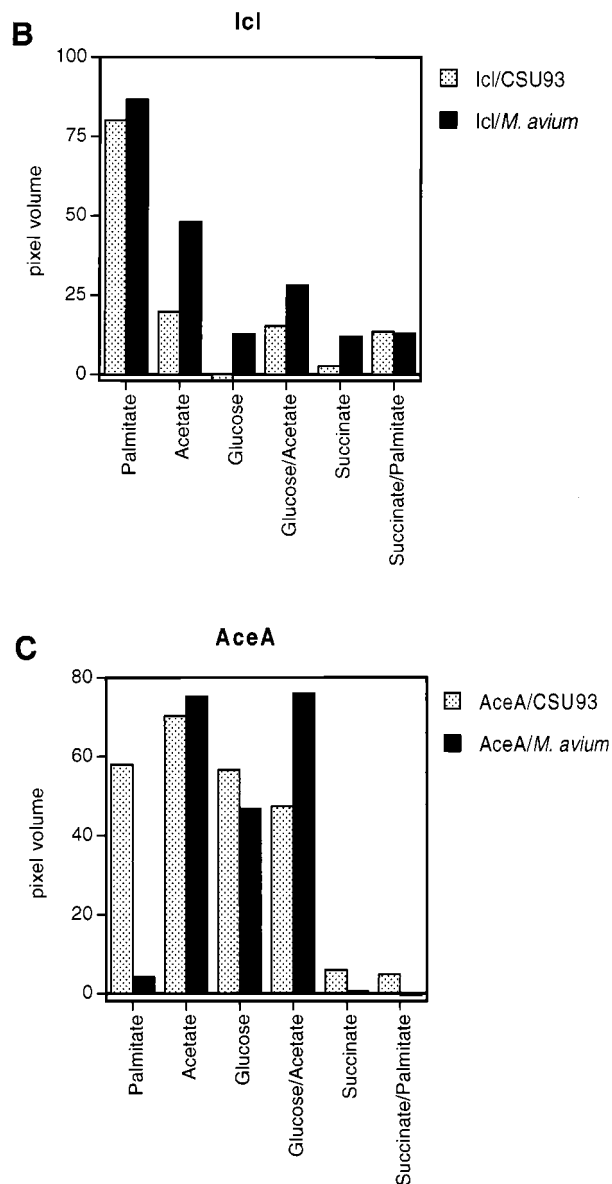 B
Icl
100
75
50
25
0
pixel volume
Icl/CSU93
Icl/M. avium
Palmitate
Acetate
Glucose
Glucose/Acetate
Succinate
Succinate/Palmitate
C
AceA
80
60
40
20
0
pixel volume
AceA/CSU93
AceA/M. avium
Palmitate
Acetate
Glucose
Glucose/Acetate
Succinate
Succinate/Palmitate